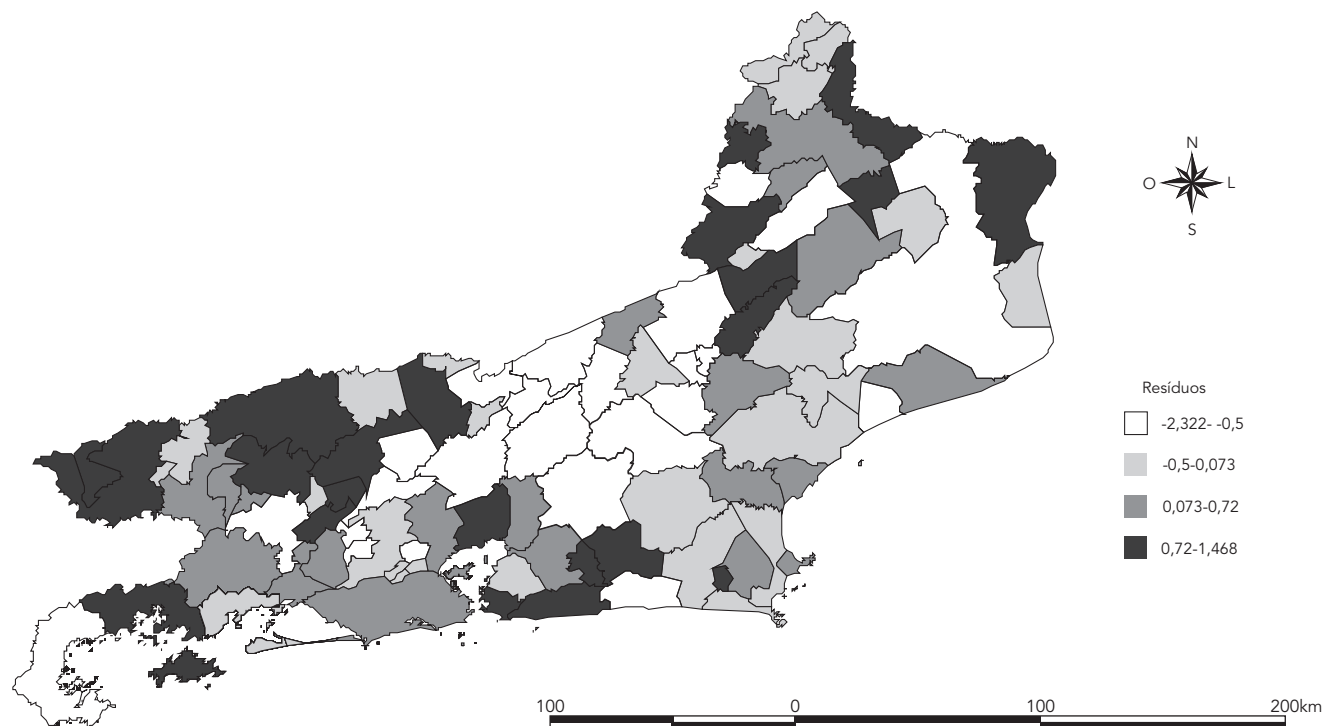 N
O L
S
Resíduos
-2,322- -0,5
-0,5-0,073
0,073-0,72
0,72-1,468
100 0 100 200km